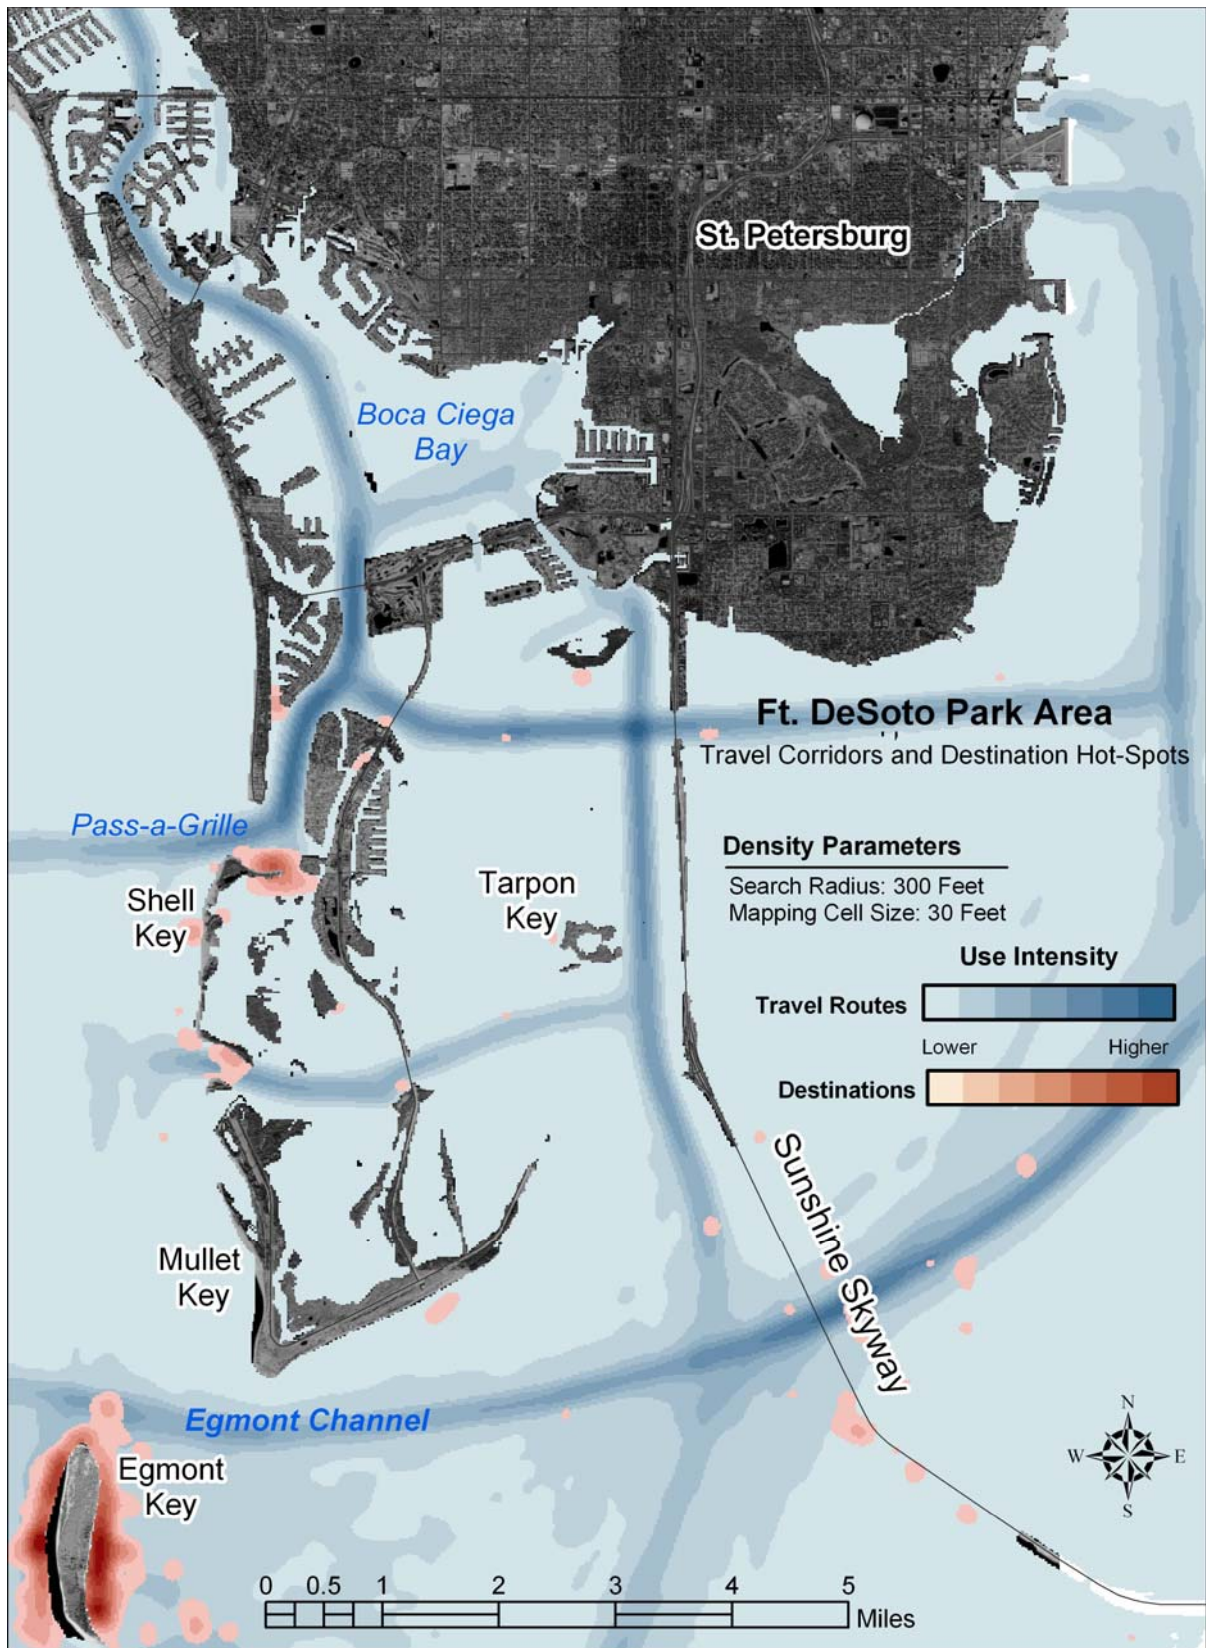 St. Petersburg
Boca Ciega
Bay
Ft. DeSoto Park Area
Travel Corridors and Destination Hot-Spots
Pass-a-Grille
Density Parameters
Search Radius: 300 Feet
Mapping Cell Size: 30 Feet
Shell
Key
Tarpon
Key
Use Intensity
Travel Routes
Lower
Higher
Destinations
Sunshine Skyway
Mullet
Key
Egmont Channel
Egmont
Key
N
W
E
S
0 0.5 1 2 3 4 5
Miles